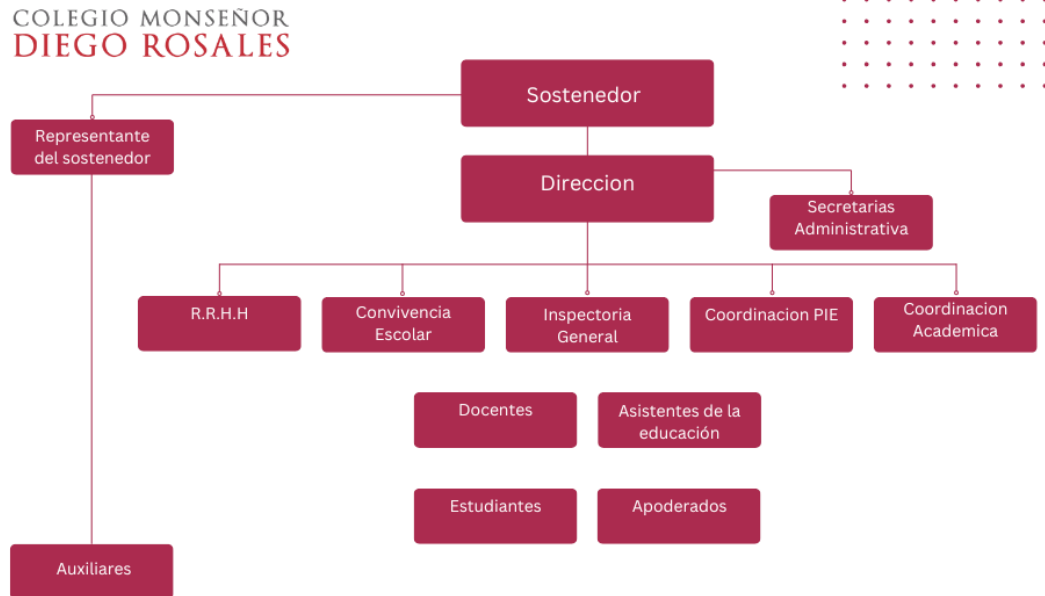 COLEGIO MONSEÑOR
DIEGO ROSALES
Sostenedor
Representante
del sostenedor
Direccion
Secretarias
Administrativa
R.R.H.H
Convivencia
Escolar
Inspectoria
General
Coordinacion PIE
Coordinacion
Academica
Docentes
Asistentes de la
educación
Estudiantes
Apoderados
Auxiliares